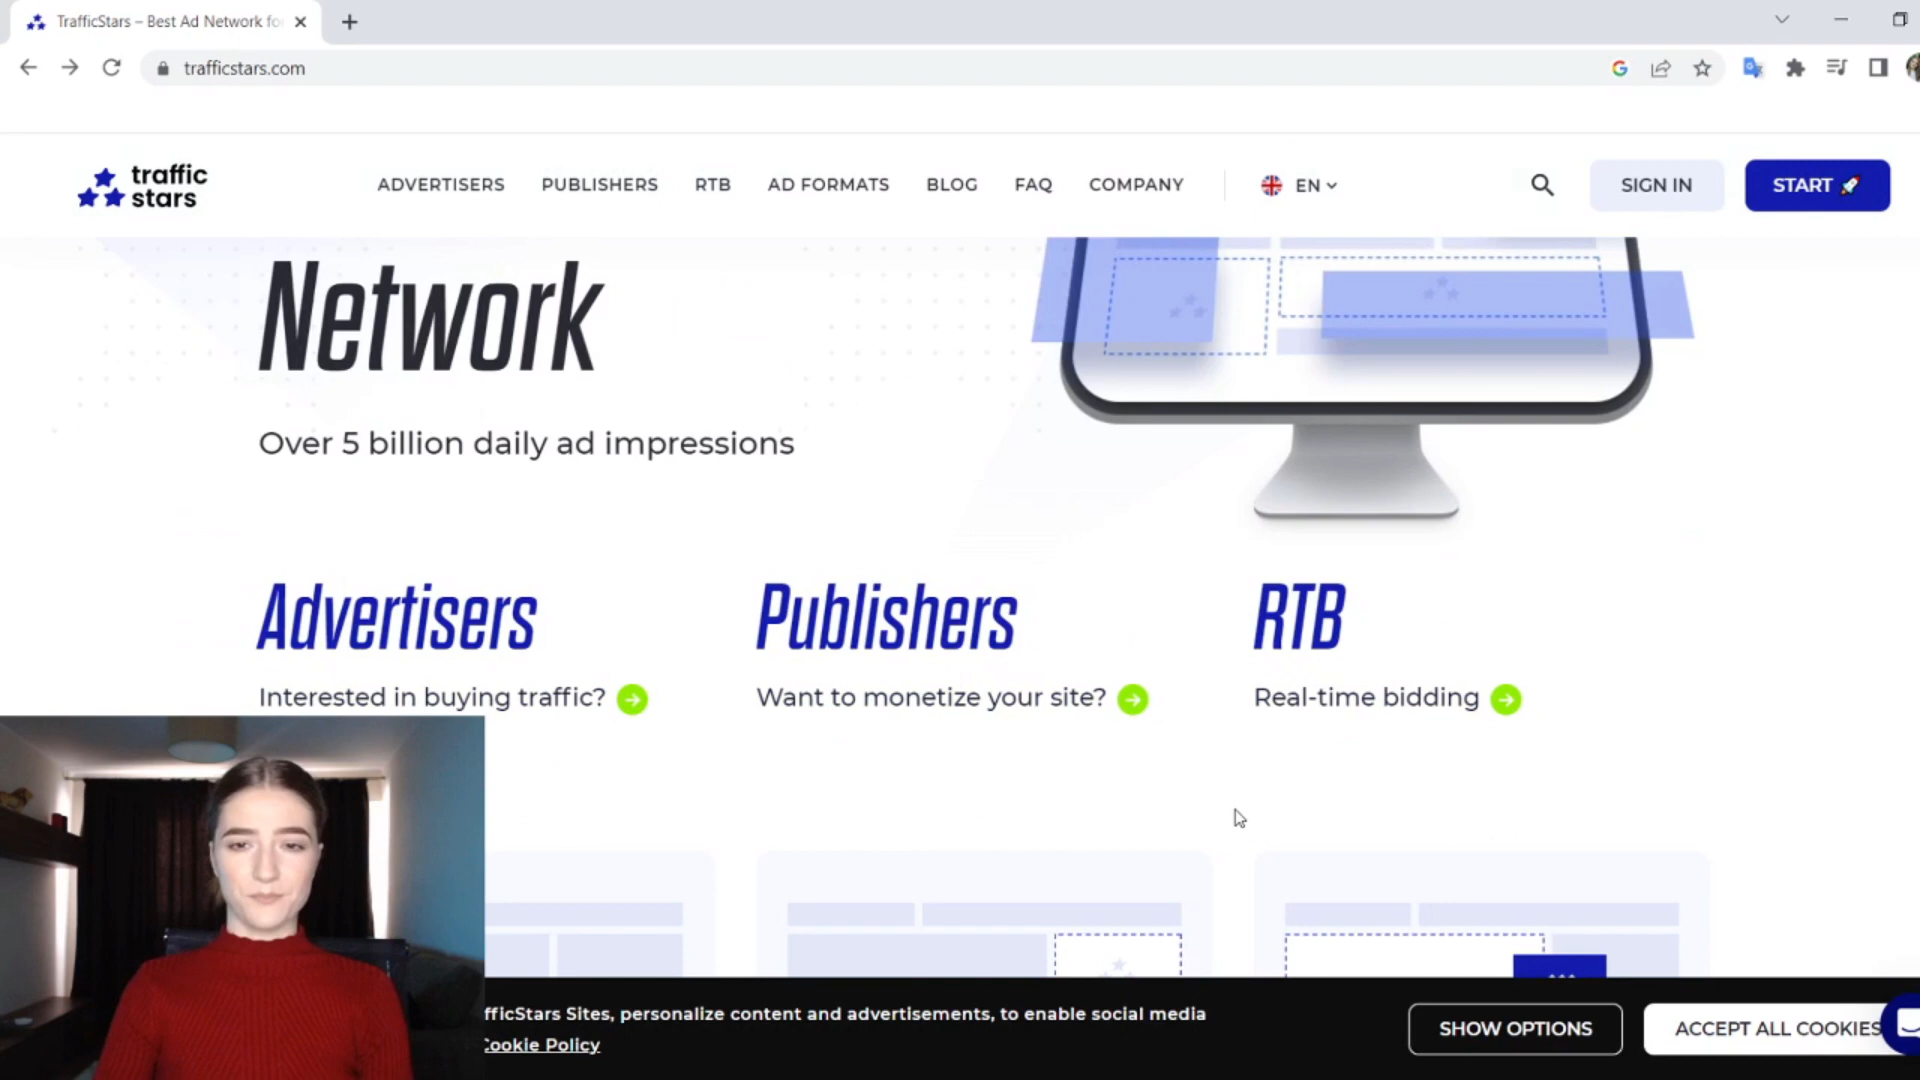 TrafficStars – Best Ad Network fo
trafficstars.com
traffic
stars
ADVERTISERS PUBLISHERS RTB AD FORMATS BLOG FAQ COMPANY EN SIGN IN START
Network
Over 5 billion daily ad impressions
Advertisers Publishers RTB
Interested in buying traffic? Want to monetize your site? Real-time bidding
fficStars Sites, personalize content and advertisements, to enable social media
Cookie Policy
SHOW OPTIONS ACCEPT ALL COOKIES